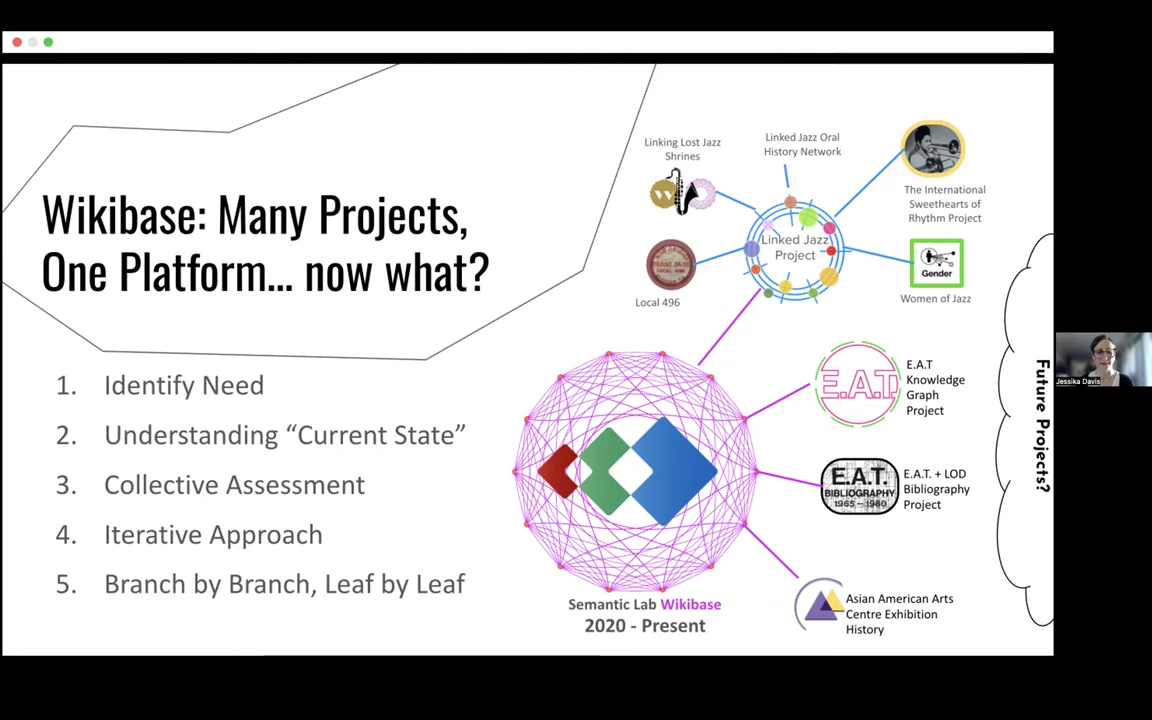 Wikibase: Many Projects,
One Platform... now what?
1. Identify Need
2. Understanding “Current State”
3. Collective Assessment
4. Iterative Approach
5. Branch by Branch, Leaf by Leaf
Linking Lost Jazz
Shrines
Linked Jazz Oral
History Network
The International
Sweethearts of
Rhythm Project
Linked Jazz
Project
Local 496
LOCAL 496
Gender
Women of Jazz
E.A.T.
E.A.T
Knowledge
Graph
Project
E.A.T.
BIBLIOGRAPHY
1965 – 1980
E.A.T. + LOD
Bibliography
Project
Asian American Arts
Centre Exhibition
History
Semantic Lab Wikibase
2020 - Present
Future Projects?
Jessika Davis